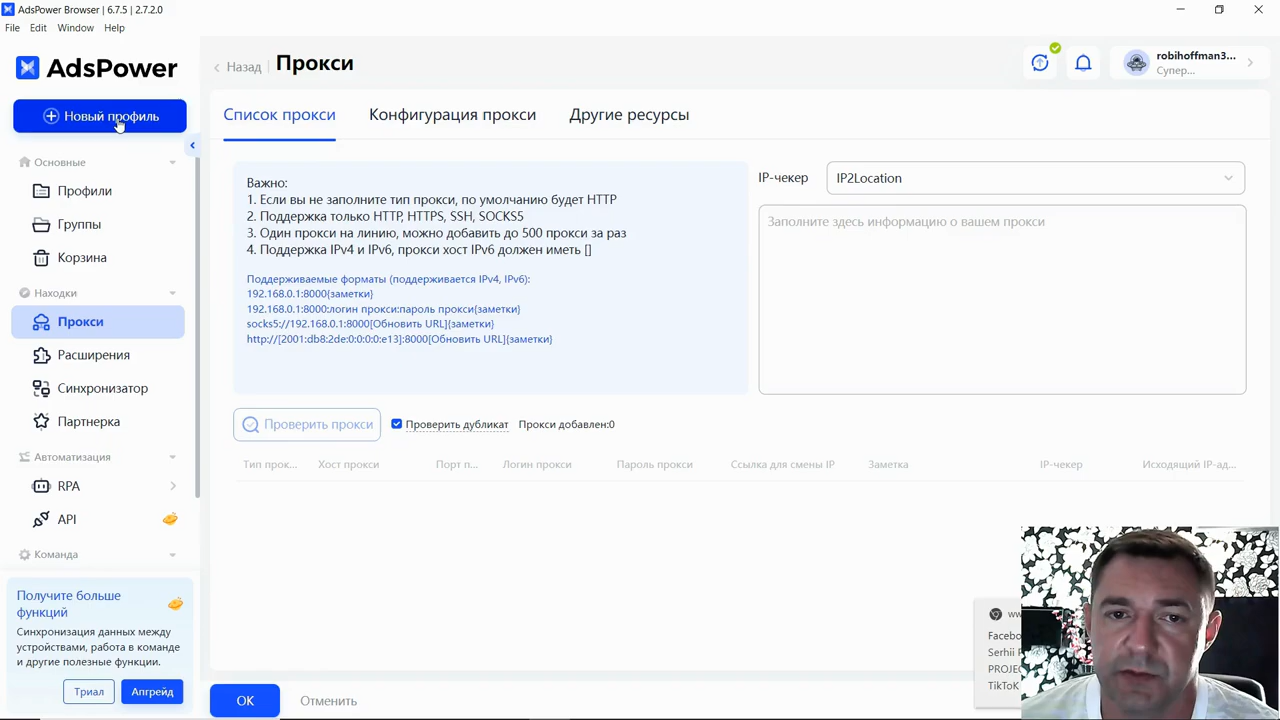 AdsPower Browser | 6.7.5 | 2.7.2.0
File Edit Window Help
AdsPower
Новый профиль
Основные
Профили
Группы
Корзина
Находки
Прокси
Расширения
Синхронизатор
Партнерка
Автоматизация
RPA
API
Команда
Получите больше
функций
Синхронизация данных между
устройствами, работа в команде
и другие полезные функции.
Триал Апгрейд
Назад | Прокси
robihoffman3...
Супер...
Список прокси Конфигурация прокси Другие ресурсы
Важно:
1. Если вы не заполните тип прокси, по умолчанию будет HTTP
2. Поддержка только HTTP, HTTPS, SSH, SOCKS5
3. Один прокси на линию, можно добавить до 500 прокси за раз
4. Поддержка IPv4 и IPv6, прокси хост IPv6 должен иметь []
Поддерживаемые форматы (поддерживается IPv4, IPv6):
192.168.0.1:8000{заметки}
192.168.0.1:8000:логин прокси:пароль прокси{заметки}
socks5://192.168.0.1:8000[Обновить URL]{заметки}
http://[2001:db8:2de:0:0:0:0:e13]:8000[Обновить URL]{заметки}
IP-чекер IP2Location
Заполните здесь информацию о вашем прокси
Проверить прокси Проверить дубликат Прокси добавлен:0
Тип прок... Хост прокси Порт п... Логин прокси Пароль прокси Ссылка для смены IP Заметка IP-чекер Исходящий IP-ад...
Serhii
PROJE
TikToK
OK Отменить